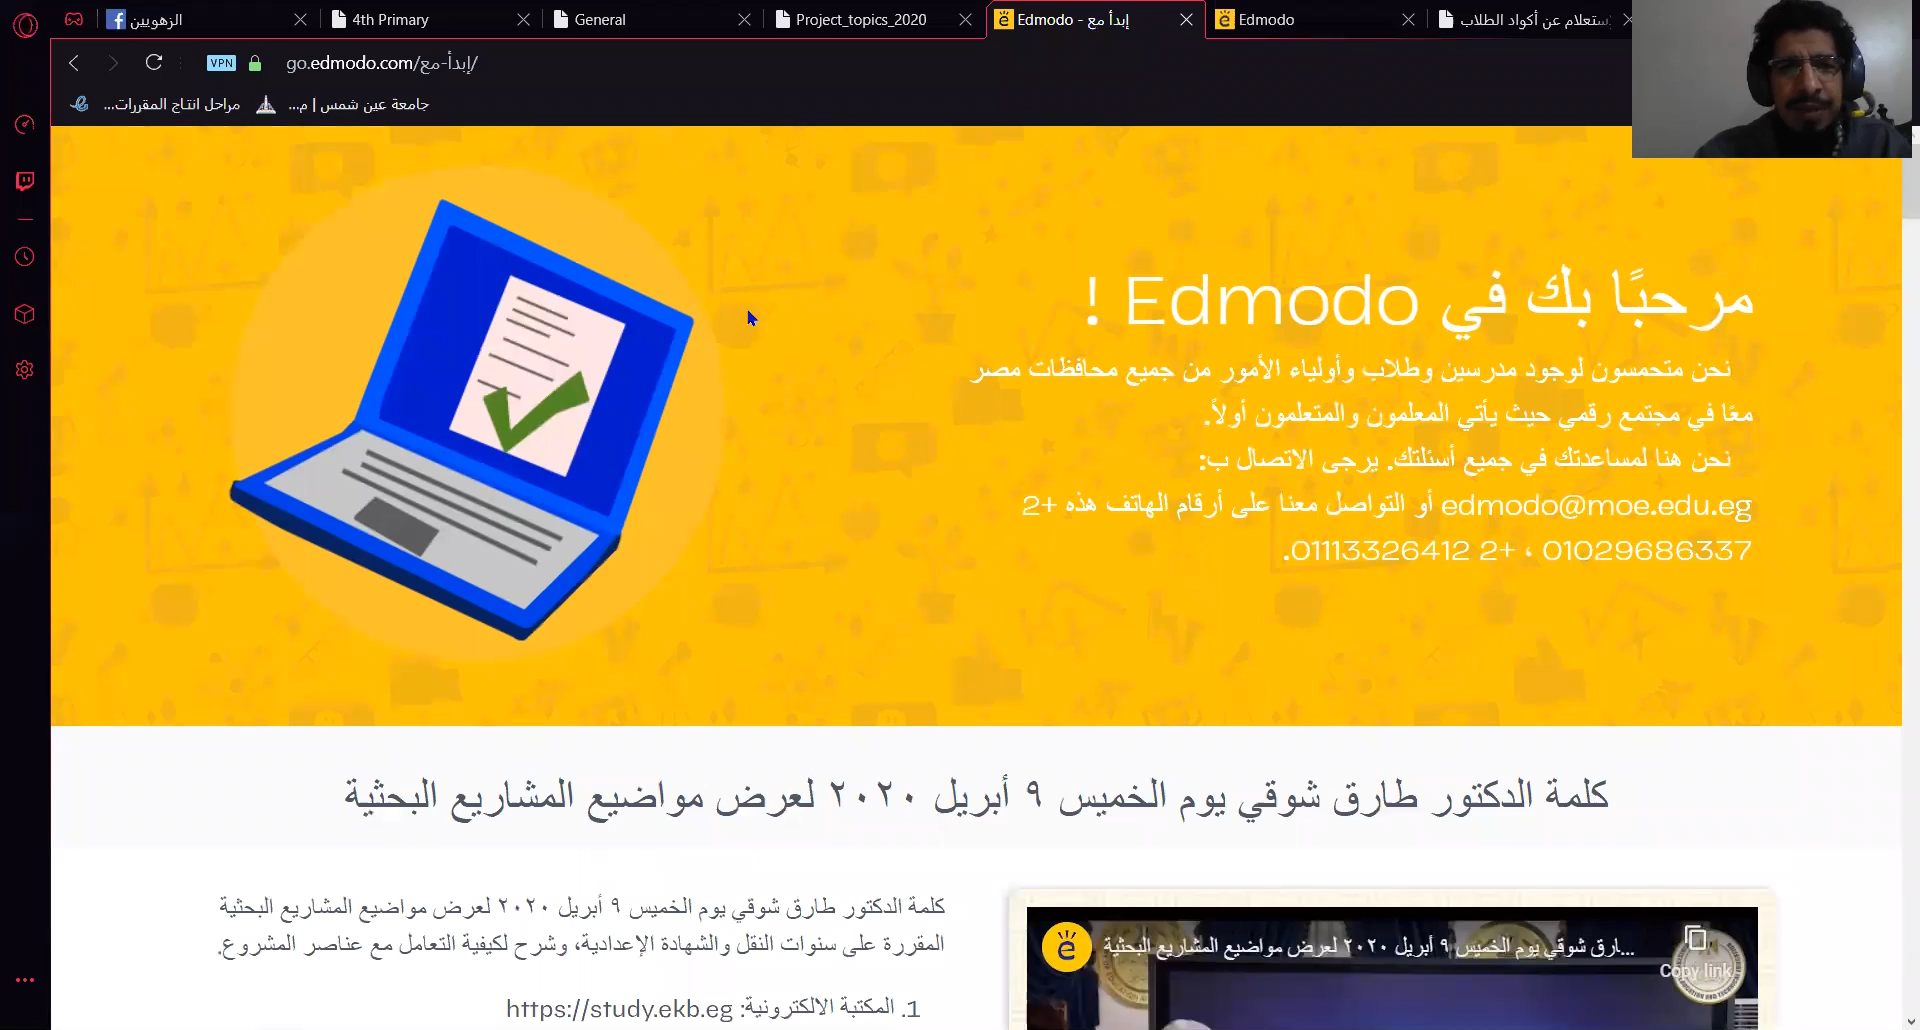 الزهويين
4th Primary
General
Project_topics_2020
Edmodo - إبدأ مع
Edmodo
إستعلام عن أكواد الطلاب
VPN
go.edmodo.com/إبدأ-مع/
مراحل انتاج المقررات...
جامعة عين شمس | م...
مرحبًا بك في Edmodo !
نحن متحمسون لوجود مدرسين وطلاب وأولياء الأمور من جميع محافظات مصر
معًا في مجتمع رقمي حيث يأتي المعلمون والمتعلمون أولاً.
نحن هنا لمساعدتك في جميع أسئلتك. يرجى الاتصال ب:
edmodo@moe.edu.eg أو التواصل معنا على أرقام الهاتف هذه +2
01029686337 ، +2 01113326412.
كلمة الدكتور طارق شوقي يوم الخميس ٩ أبريل ٢٠٢٠ لعرض مواضيع المشاريع البحثية
كلمة الدكتور طارق شوقي يوم الخميس ٩ أبريل ٢٠٢٠ لعرض مواضيع المشاريع البحثية
المقررة على سنوات النقل والشهادة الإعدادية، وشرح لكيفية التعامل مع عناصر المشروع.
1. المكتبة الالكترونية: https://study.ekb.eg
...ارق شوقي يوم الخميس ٩ أبريل ٢٠٢٠ لعرض مواضيع المشاريع البحثية
Copy link